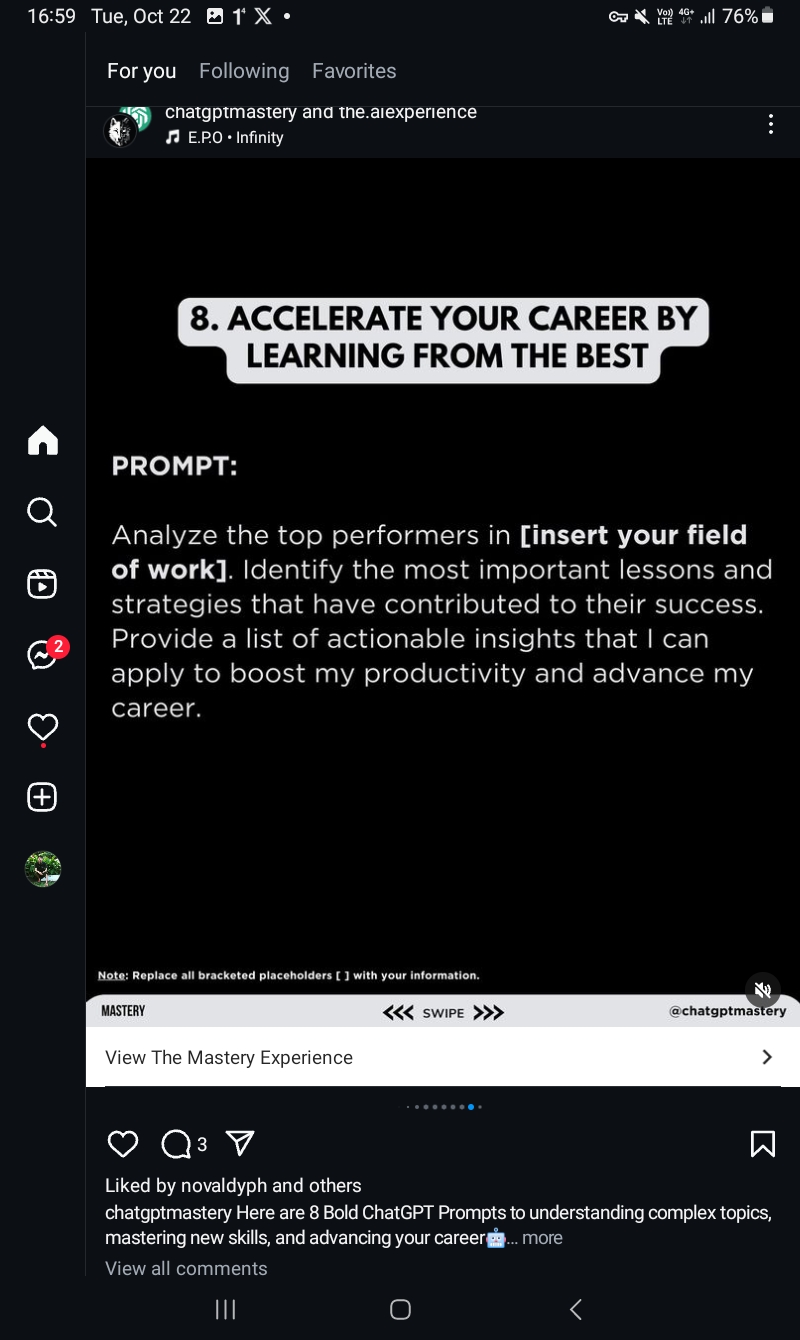 16:59 Tue, Oct 22
Vo)) LTE 4G+ 76%
For you Following Favorites
chatgptmastery and the.aiexperience
E.P.O • Infinity
8. ACCELERATE YOUR CAREER BY
LEARNING FROM THE BEST
PROMPT:
Analyze the top performers in [insert your field
of work]. Identify the most important lessons and
strategies that have contributed to their success.
Provide a list of actionable insights that I can
apply to boost my productivity and advance my
career.
2
Note: Replace all bracketed placeholders [ ] with your information.
MASTERY
<<< SWIPE >>>
@chatgptmastery
View The Mastery Experience
3
Liked by novaldyph and others
chatgptmastery Here are 8 Bold ChatGPT Prompts to understanding complex topics,
mastering new skills, and advancing your career🤖... more
View all comments